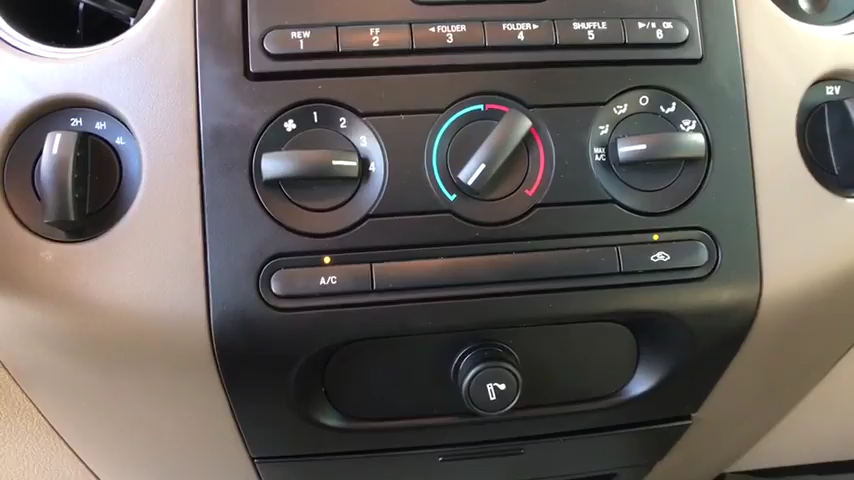 REW FF ◄FOLDER FOLDER► SHUFFLE ►/II OK
1 2 3 4 5 6
12V
2H 4H 4L
1 2 3 4
MAX A/C
A/C